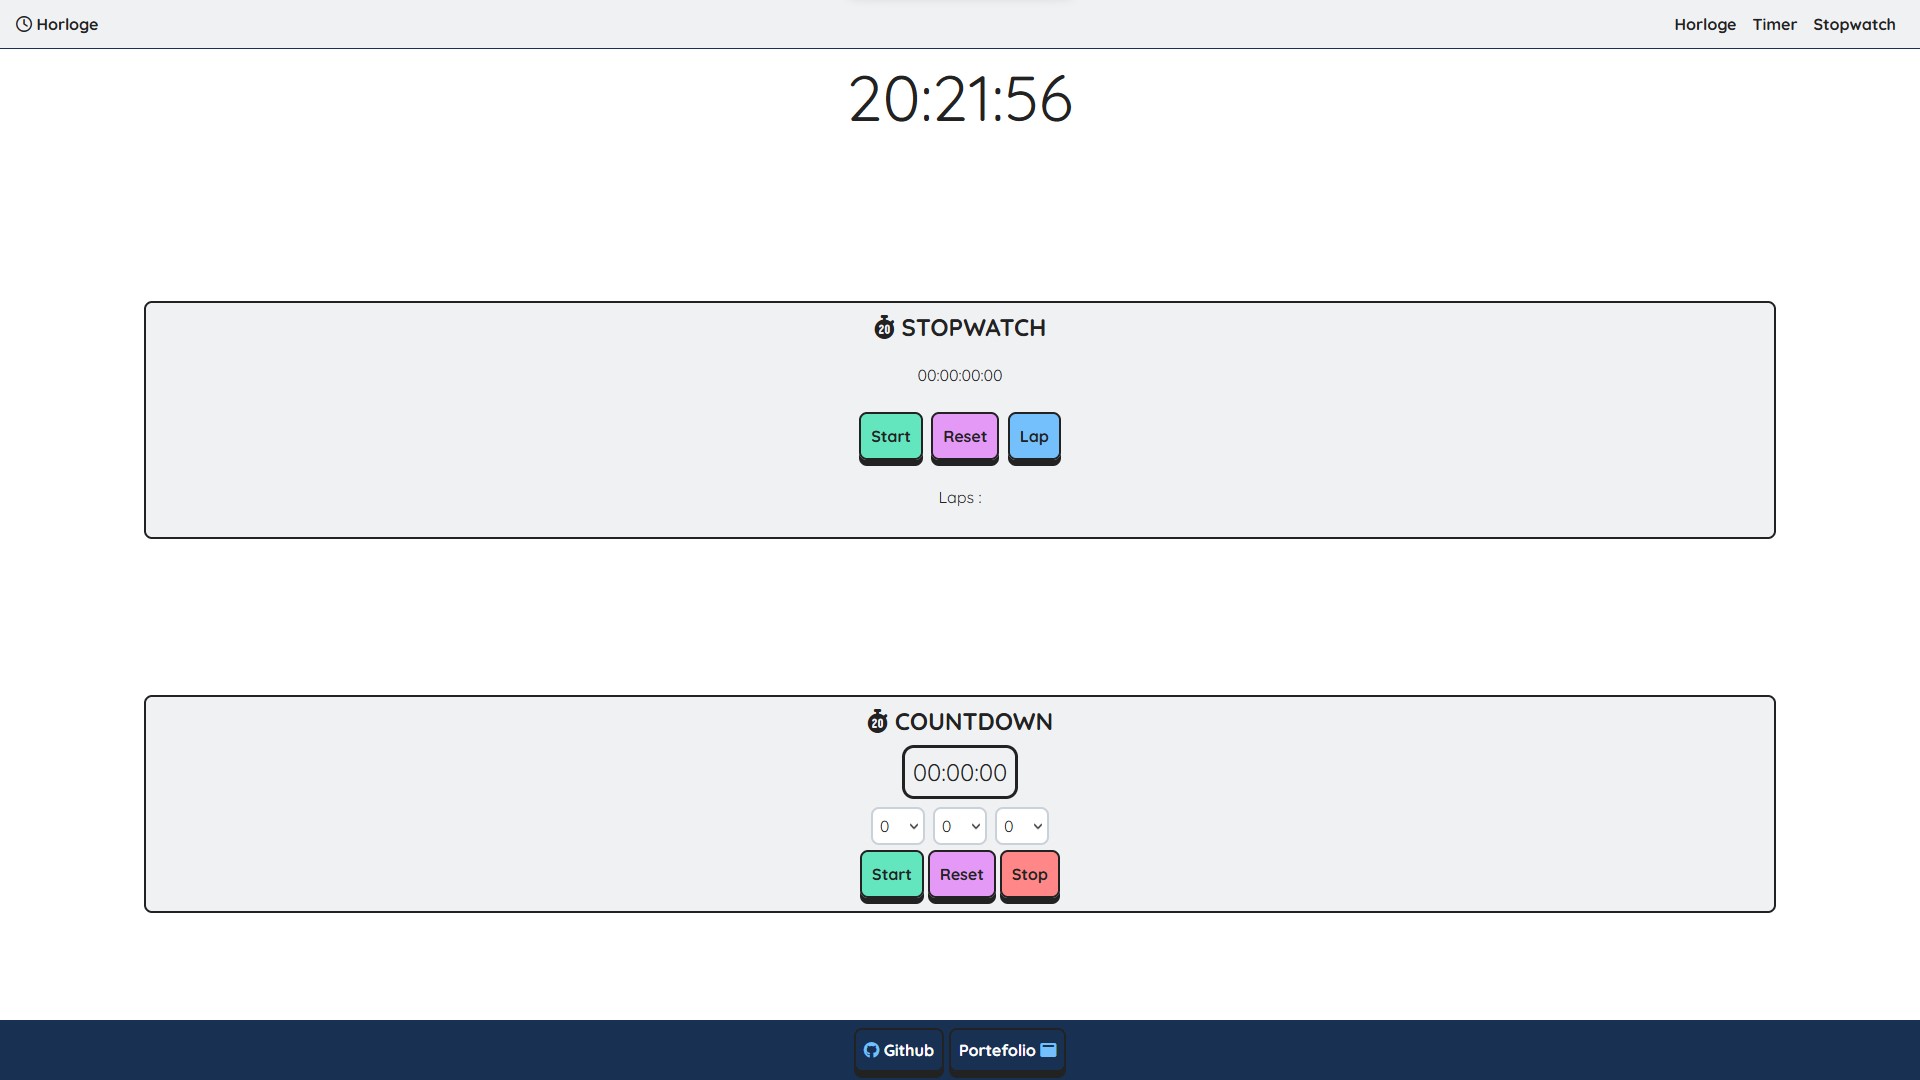 Horloge
Horloge Timer Stopwatch
20:21:56
20 STOPWATCH
00:00:00:00
Start Reset Lap
Laps :
20 COUNTDOWN
00:00:00
0 0 0
Start Reset Stop
Github Portefolio